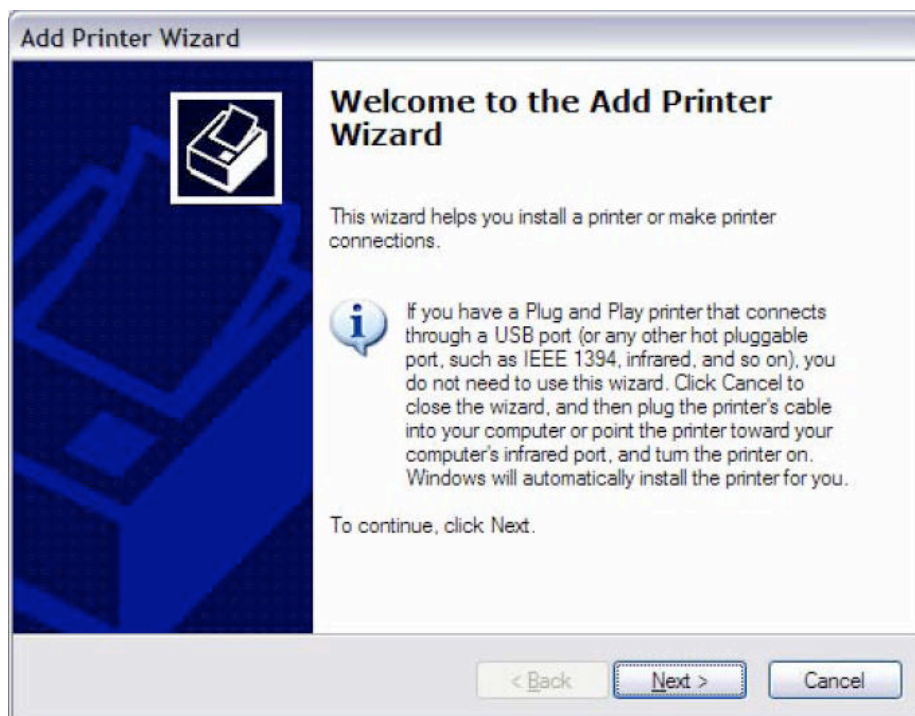 Add Printer Wizard
Welcome to the Add Printer
Wizard
This wizard helps you install a printer or make printer
connections.
If you have a Plug and Play printer that connects
through a USB port (or any other hot pluggable
port, such as IEEE 1394, infrared, and so on), you
do not need to use this wizard. Click Cancel to
close the wizard, and then plug the printer's cable
into your computer or point the printer toward your
computer's infrared port, and turn the printer on.
Windows will automatically install the printer for you.
To continue, click Next.
< Back Next > Cancel